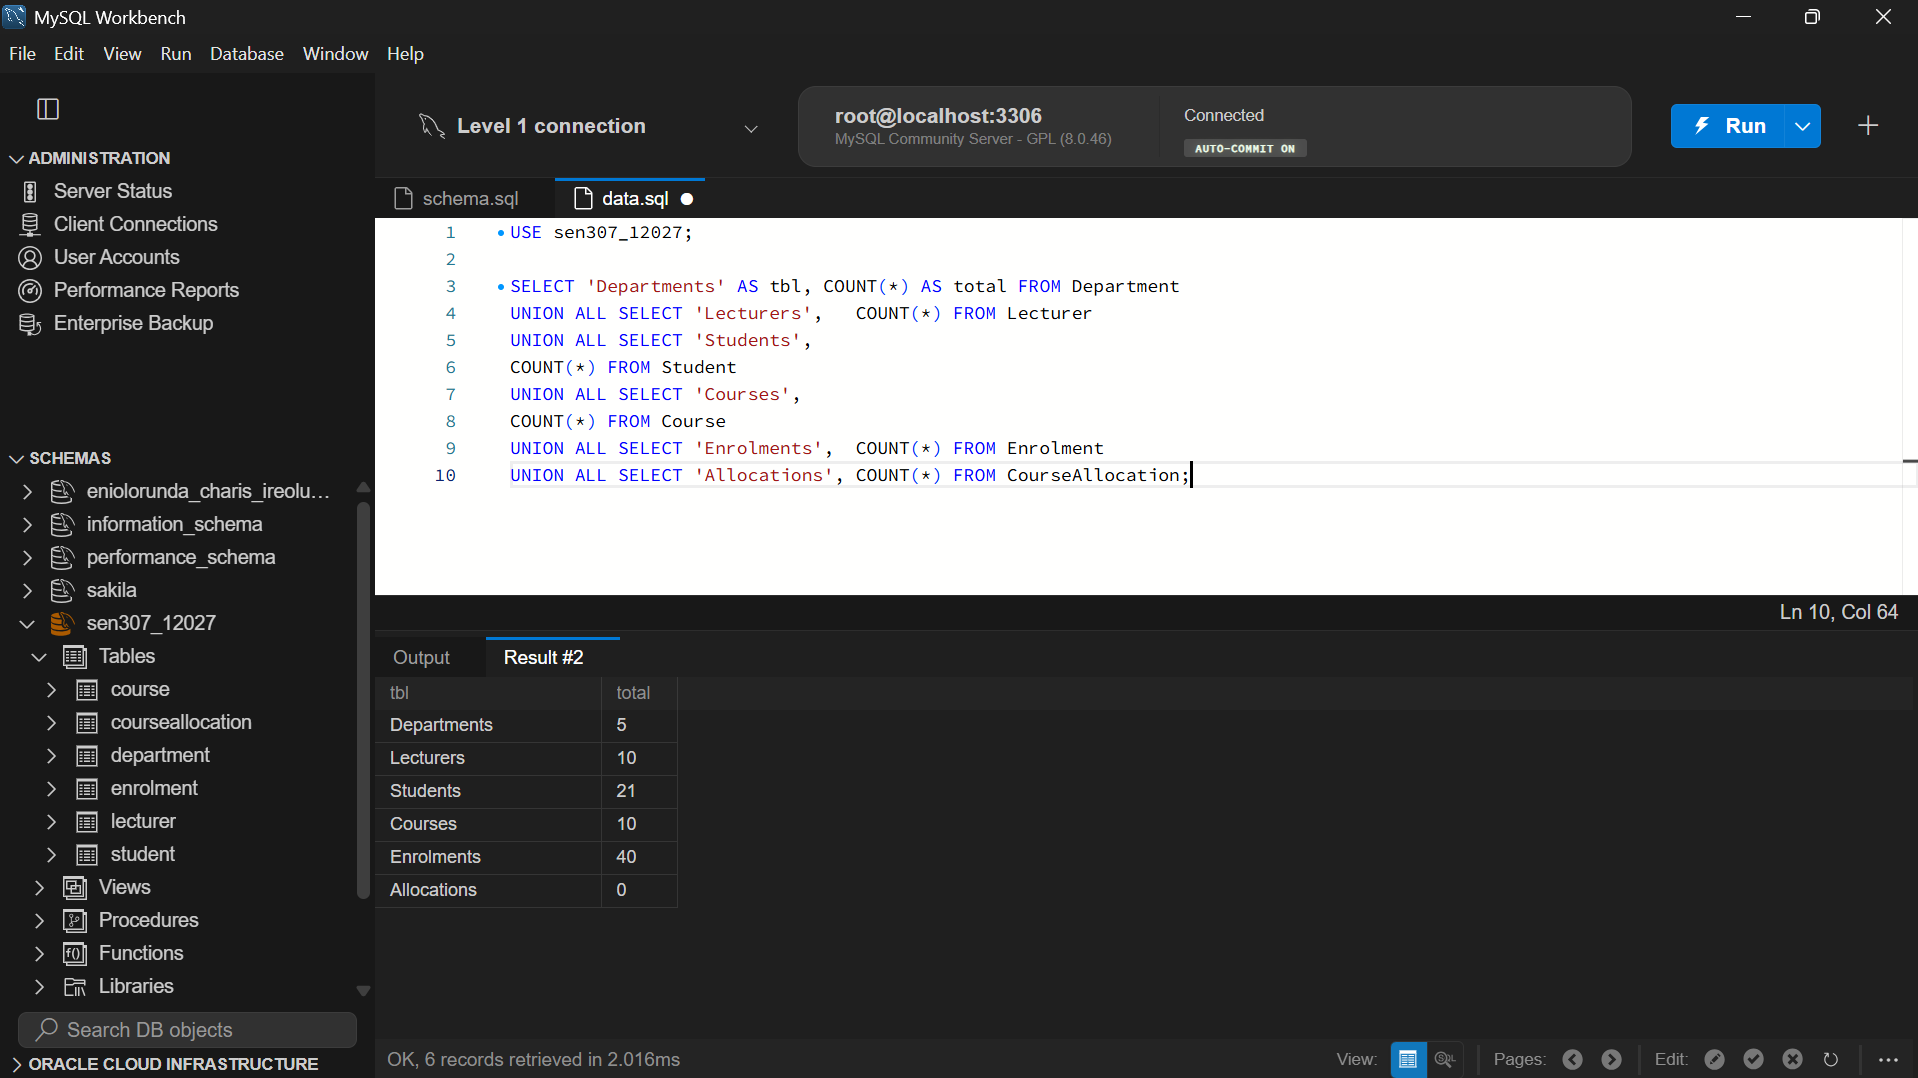 MySQL Workbench
File Edit View Run Database Window Help
Level 1 connection
root@localhost:3306
MySQL Community Server - GPL (8.0.46)
Connected
AUTO-COMMIT ON
Run
ADMINISTRATION
Server Status
Client Connections
User Accounts
Performance Reports
Enterprise Backup
SCHEMAS
eniolorunda_charis_ireolu...
information_schema
performance_schema
sakila
sen307_12027
Tables
course
courseallocation
department
enrolment
lecturer
student
Views
Procedures
Functions
Libraries
Search DB objects
ORACLE CLOUD INFRASTRUCTURE
schema.sql data.sql
1 USE sen307_12027;
2
3 SELECT 'Departments' AS tbl, COUNT(*) AS total FROM Department
4 UNION ALL SELECT 'Lecturers', COUNT(*) FROM Lecturer
5 UNION ALL SELECT 'Students',
6 COUNT(*) FROM Student
7 UNION ALL SELECT 'Courses',
8 COUNT(*) FROM Course
9 UNION ALL SELECT 'Enrolments', COUNT(*) FROM Enrolment
10 UNION ALL SELECT 'Allocations', COUNT(*) FROM CourseAllocation;
Ln 10, Col 64
Output Result #2
tbl total
Departments 5
Lecturers 10
Students 21
Courses 10
Enrolments 40
Allocations 0
OK, 6 records retrieved in 2.016ms
View: SQL Pages: Edit: